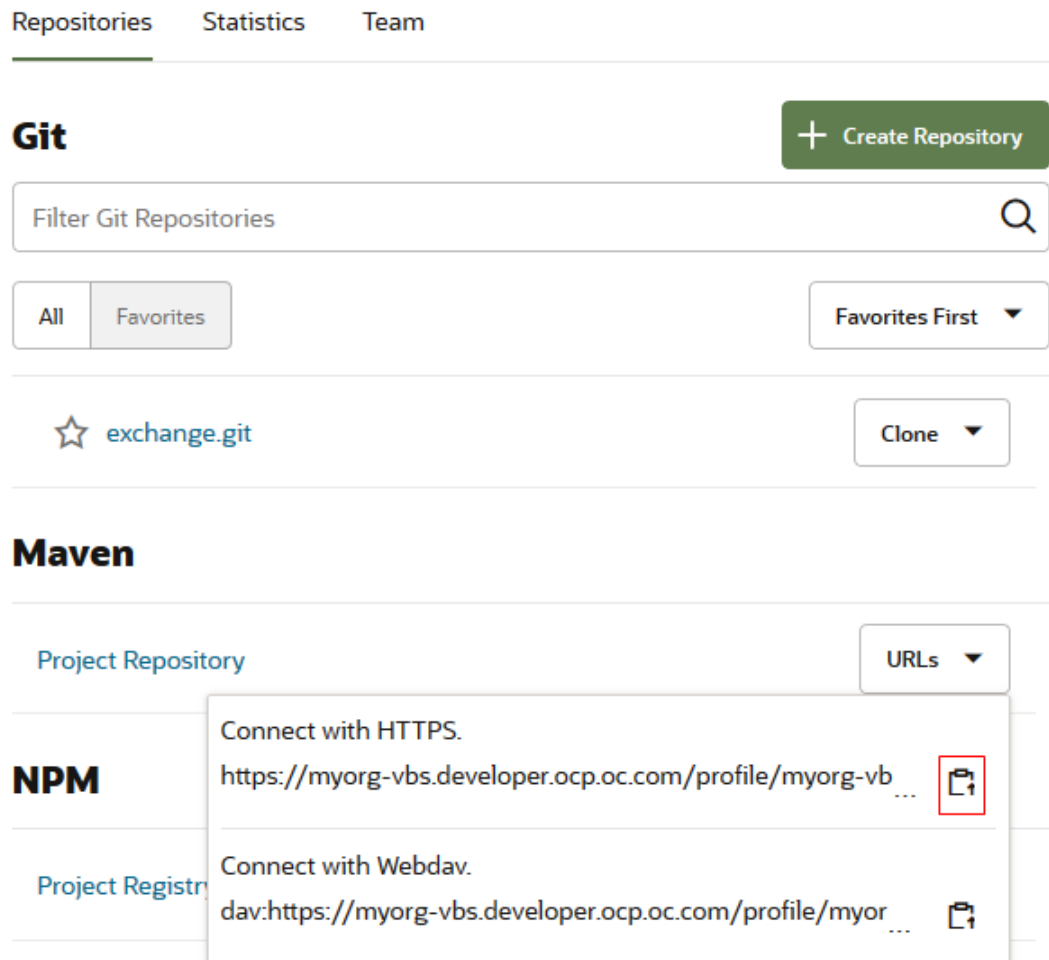 Repositories Statistics Team
Git
Create Repository
Filter Git Repositories
All Favorites Favorites First
exchange.git Clone
Maven
Project Repository URLs
Connect with HTTPS.
https://myorg-vbs.developer.ocp.oc.com/profile/myorg-vb...
NPM
Connect with Webdav.
Project Registry
dav:https://myorg-vbs.developer.ocp.oc.com/profile/myor...